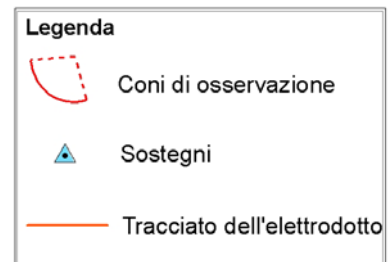 Legenda
Coni di osservazione
Sostegni
Tracciato dell'elettrodotto